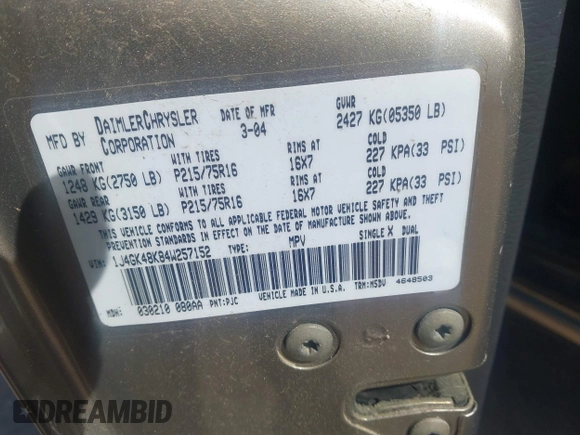 MFD BY DAIMLERCHRYSLER CORPORATION
DATE OF MFR 3-04
GVWR 2427 KG(05350 LB)
GAWR FRONT WITH TIRES RIMS AT COLD
1248 KG(2750 LB) P215/75R16 16X7 227 KPA(33 PSI)
GAWR REAR WITH TIRES RIMS AT COLD
1429 KG(3150 LB) P215/75R16 16X7 227 KPA(33 PSI)
THIS VEHICLE CONFORMS TO ALL APPLICABLE FEDERAL MOTOR VEHICLE SAFETY AND THEFT
PREVENTION STANDARDS IN EFFECT ON THE DATE OF MANUFACTURE SHOWN ABOVE.
VIN: 1J4GK48K84W257152 TYPE: MPV SINGLE X DUAL
MDH: 030210 080AA PNT:PJC VEHICLE MADE IN U.S.A. TRM:MSDV 4648503
DREAMBID